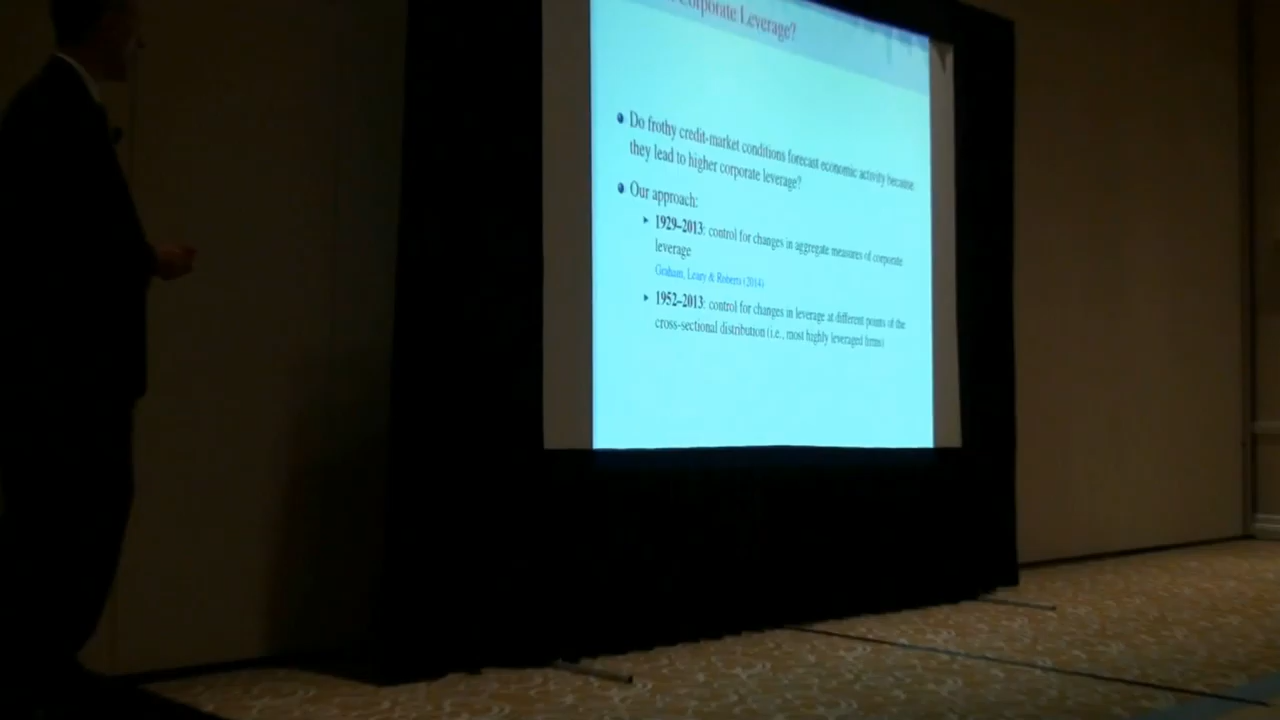 Corporate Leverage?
Do frothy credit-market conditions forecast economic activity because
they lead to higher corporate leverage?
Our approach:
1929–2013: control for changes in aggregate measures of corporate
leverage
Graham, Leary & Roberts (2014)
1952–2013: control for changes in leverage at different points of the
cross-sectional distribution (i.e., most highly leveraged firms)